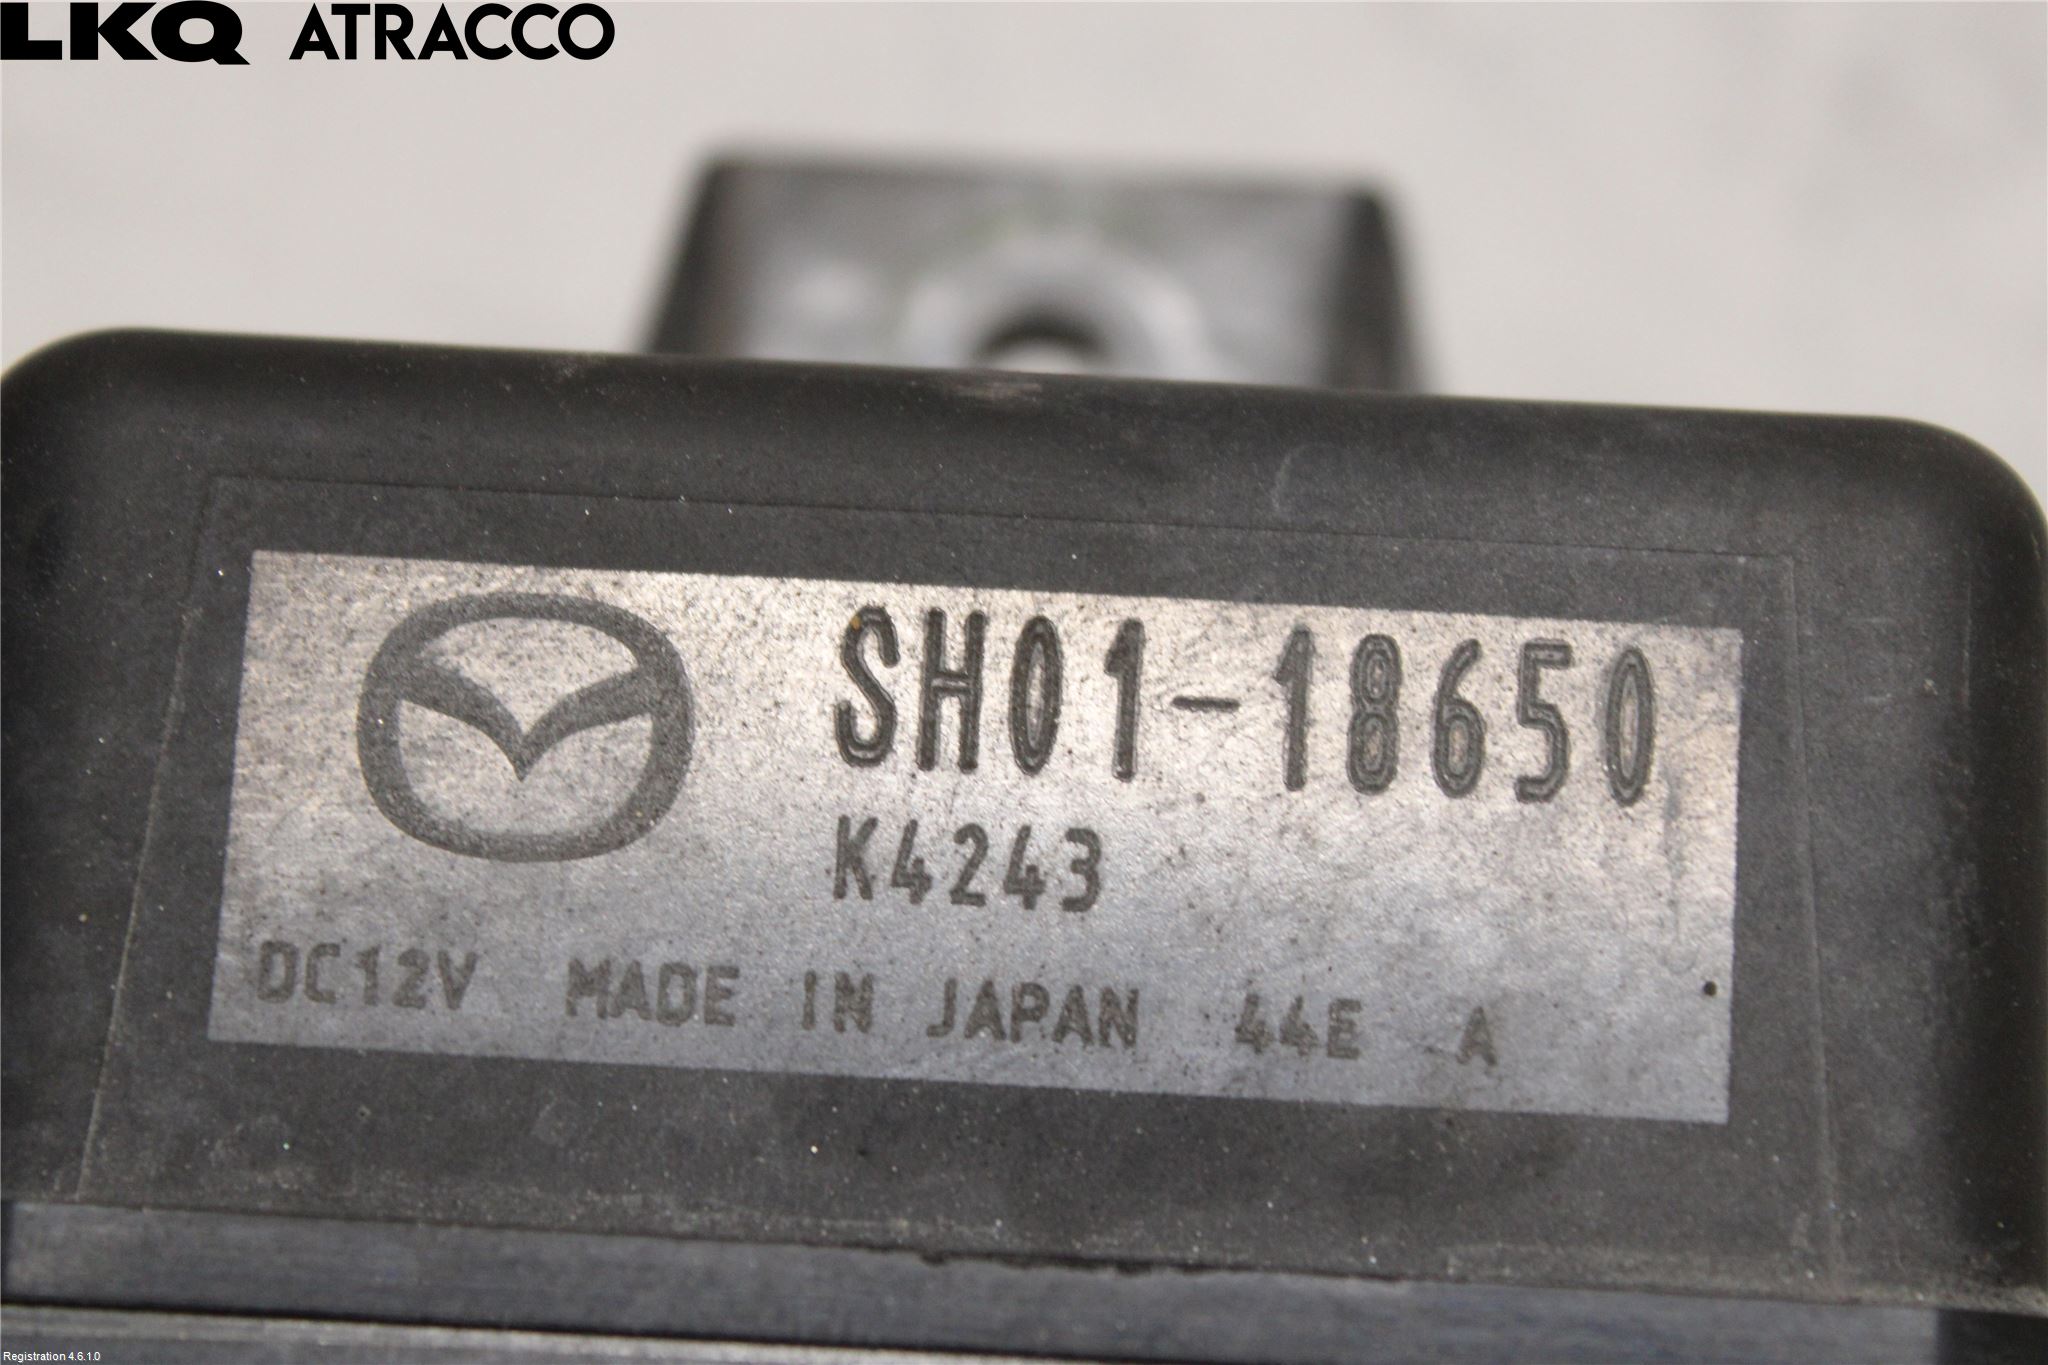 LKQ ATRACCO
SH01-18650
K4243
DC12V MADE IN JAPAN 44E A
Registration 4.6.1.0